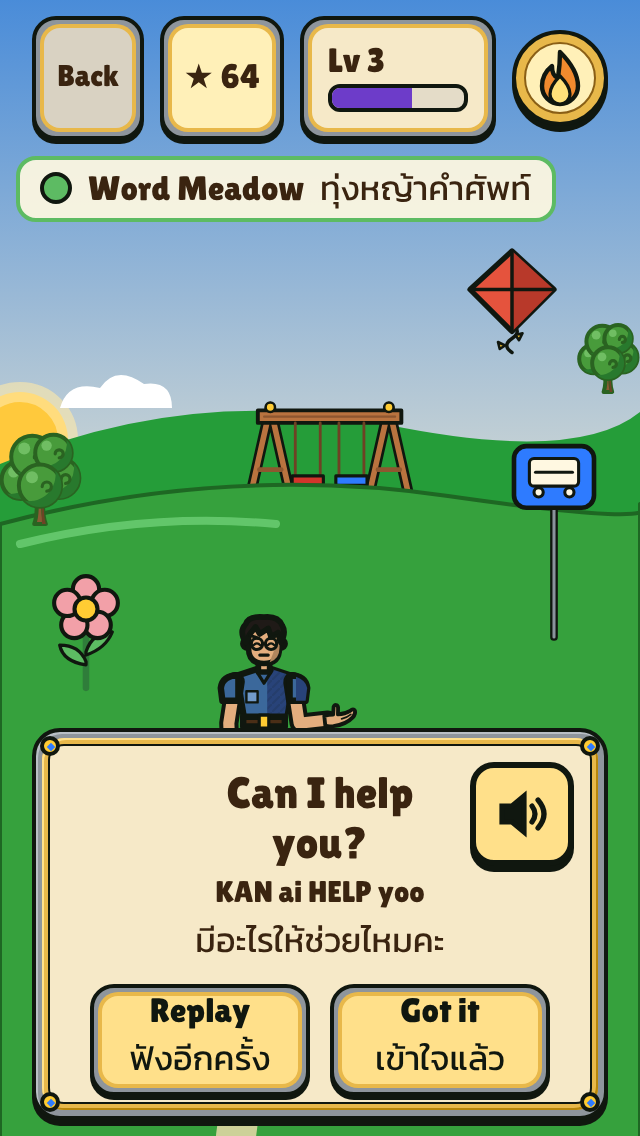 Back
★ 64
Lv 3
Word Meadow ทุ่งหญ้าคำศัพท์
Can I help
you?
KAN ai HELP yoo
มีอะไรให้ช่วยไหมคะ
Replay
ฟังอีกครั้ง
Got it
เข้าใจแล้ว